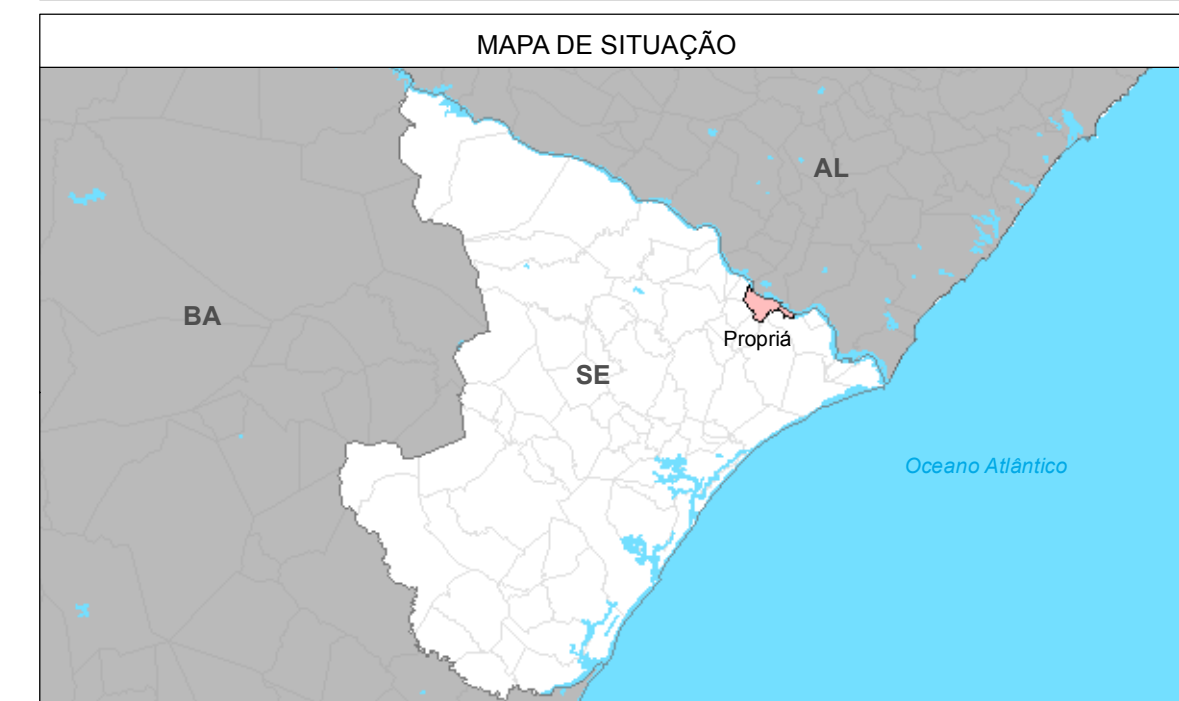 MAPA DE SITUAÇÃO
AL
BA
Propriá
SE
Oceano Atlântico